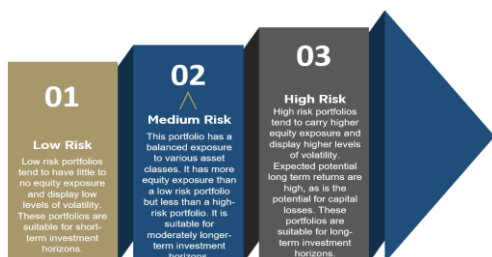 01
Low Risk
Low risk portfolios
tend to have little to
no equity exposure
and display low
levels of volatility.
These portfolios are
suitable for short-
term investment
horizons.
02
Medium Risk
This portfolio has a
balanced exposure
to various asset
classes. It has more
equity exposure than
a low risk portfolio
but less than a high-
risk portfolio. It is
suitable for
moderately longer-
term investment
horizons.
03
High Risk
High risk portfolios
tend to carry higher
equity exposure and
display higher levels
of volatility.
Expected potential
long term returns are
high, as is the
potential for capital
losses. These
portfolios are
suitable for long-
term investment
horizons.